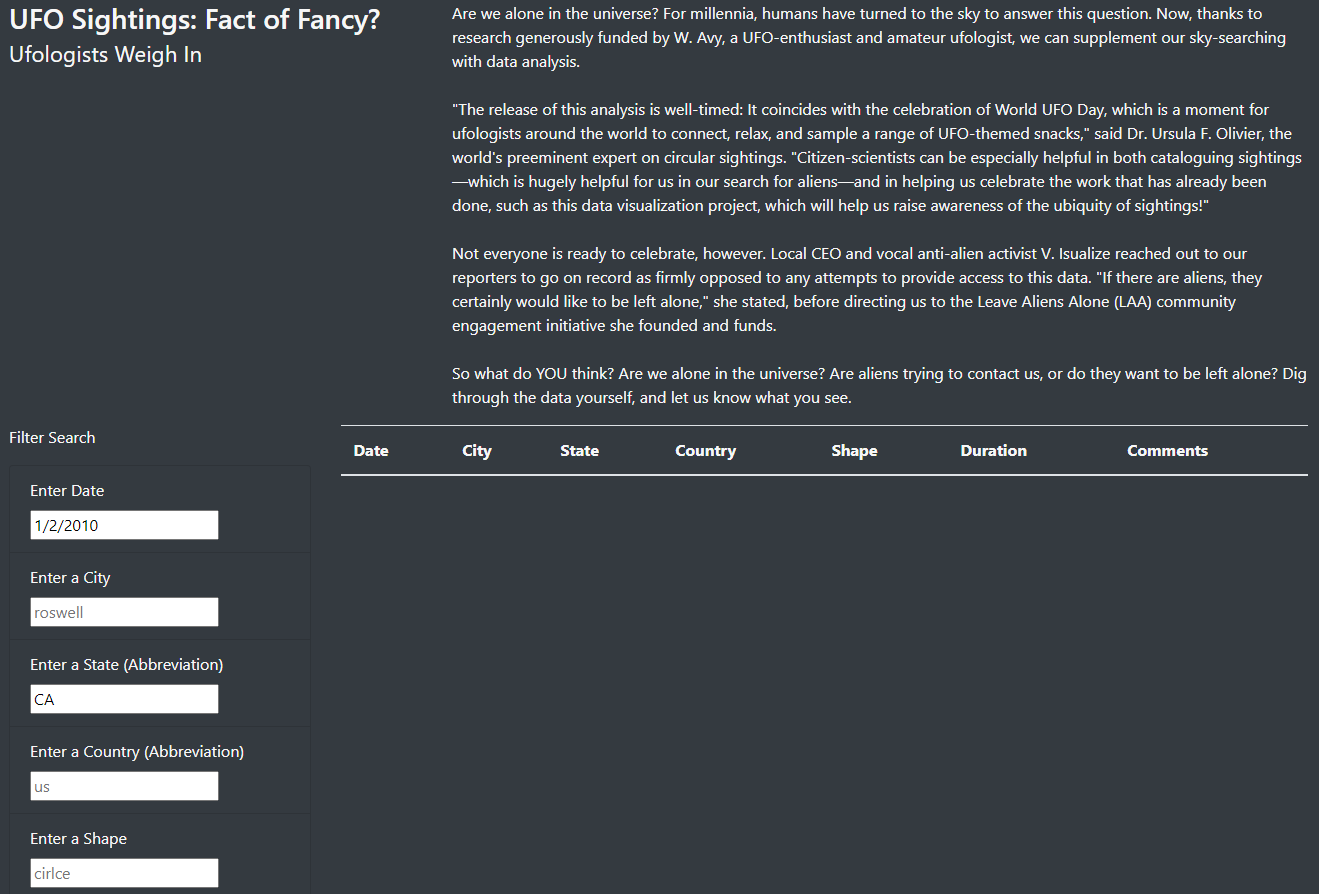 UFO Sightings: Fact of Fancy?
Ufologists Weigh In
Are we alone in the universe? For millennia, humans have turned to the sky to answer this question. Now, thanks to
research generously funded by W. Avy, a UFO-enthusiast and amateur ufologist, we can supplement our sky-searching
with data analysis.
"The release of this analysis is well-timed: It coincides with the celebration of World UFO Day, which is a moment for
ufologists around the world to connect, relax, and sample a range of UFO-themed snacks," said Dr. Ursula F. Olivier, the
world's preeminent expert on circular sightings. "Citizen-scientists can be especially helpful in both cataloguing sightings
—which is hugely helpful for us in our search for aliens—and in helping us celebrate the work that has already been
done, such as this data visualization project, which will help us raise awareness of the ubiquity of sightings!"
Not everyone is ready to celebrate, however. Local CEO and vocal anti-alien activist V. Isualize reached out to our
reporters to go on record as firmly opposed to any attempts to provide access to this data. "If there are aliens, they
certainly would like to be left alone," she stated, before directing us to the Leave Aliens Alone (LAA) community
engagement initiative she founded and funds.
So what do YOU think? Are we alone in the universe? Are aliens trying to contact us, or do they want to be left alone? Dig
through the data yourself, and let us know what you see.
Filter Search
Enter Date
1/2/2010
Enter a City
roswell
Enter a State (Abbreviation)
CA
Enter a Country (Abbreviation)
us
Enter a Shape
cirlce
Date City State Country Shape Duration Comments